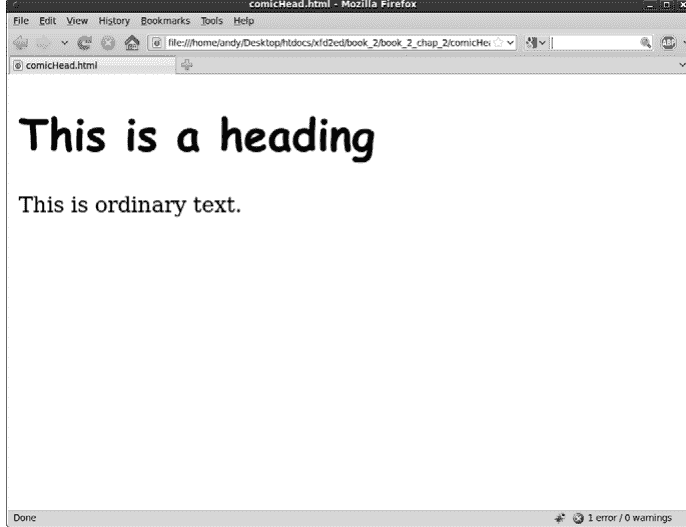 comicHead.html - Mozilla Firefox
File Edit View History Bookmarks Tools Help
file:///home/andy/Desktop/htdocs/xfd2ed/book_2/book_2_chap_2/comicHea
comicHead.html
This is a heading
This is ordinary text.
Done
1 error / 0 warnings